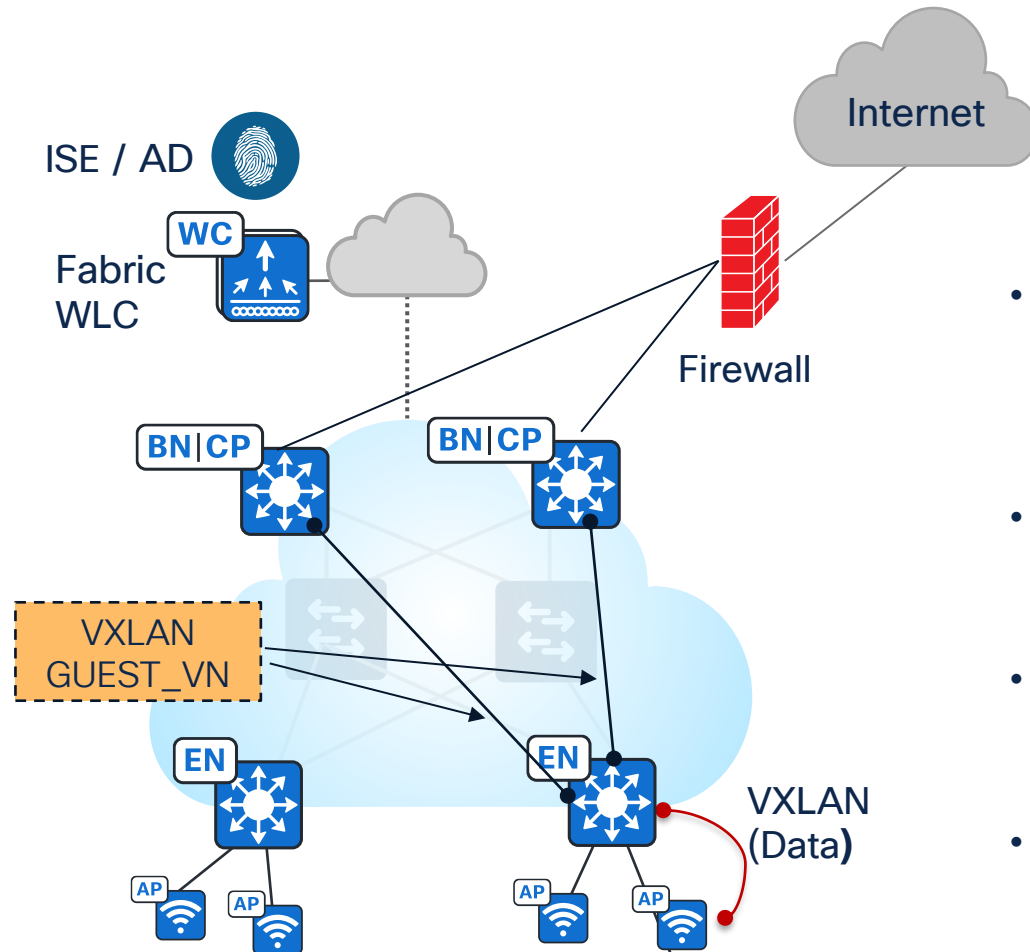 Internet
ISE / AD
WC
Fabric
WLC
Firewall
BN|CP
BN|CP
VXLAN
GUEST_VN
EN
EN
VXLAN
(Data)
AP
AP
AP
AP